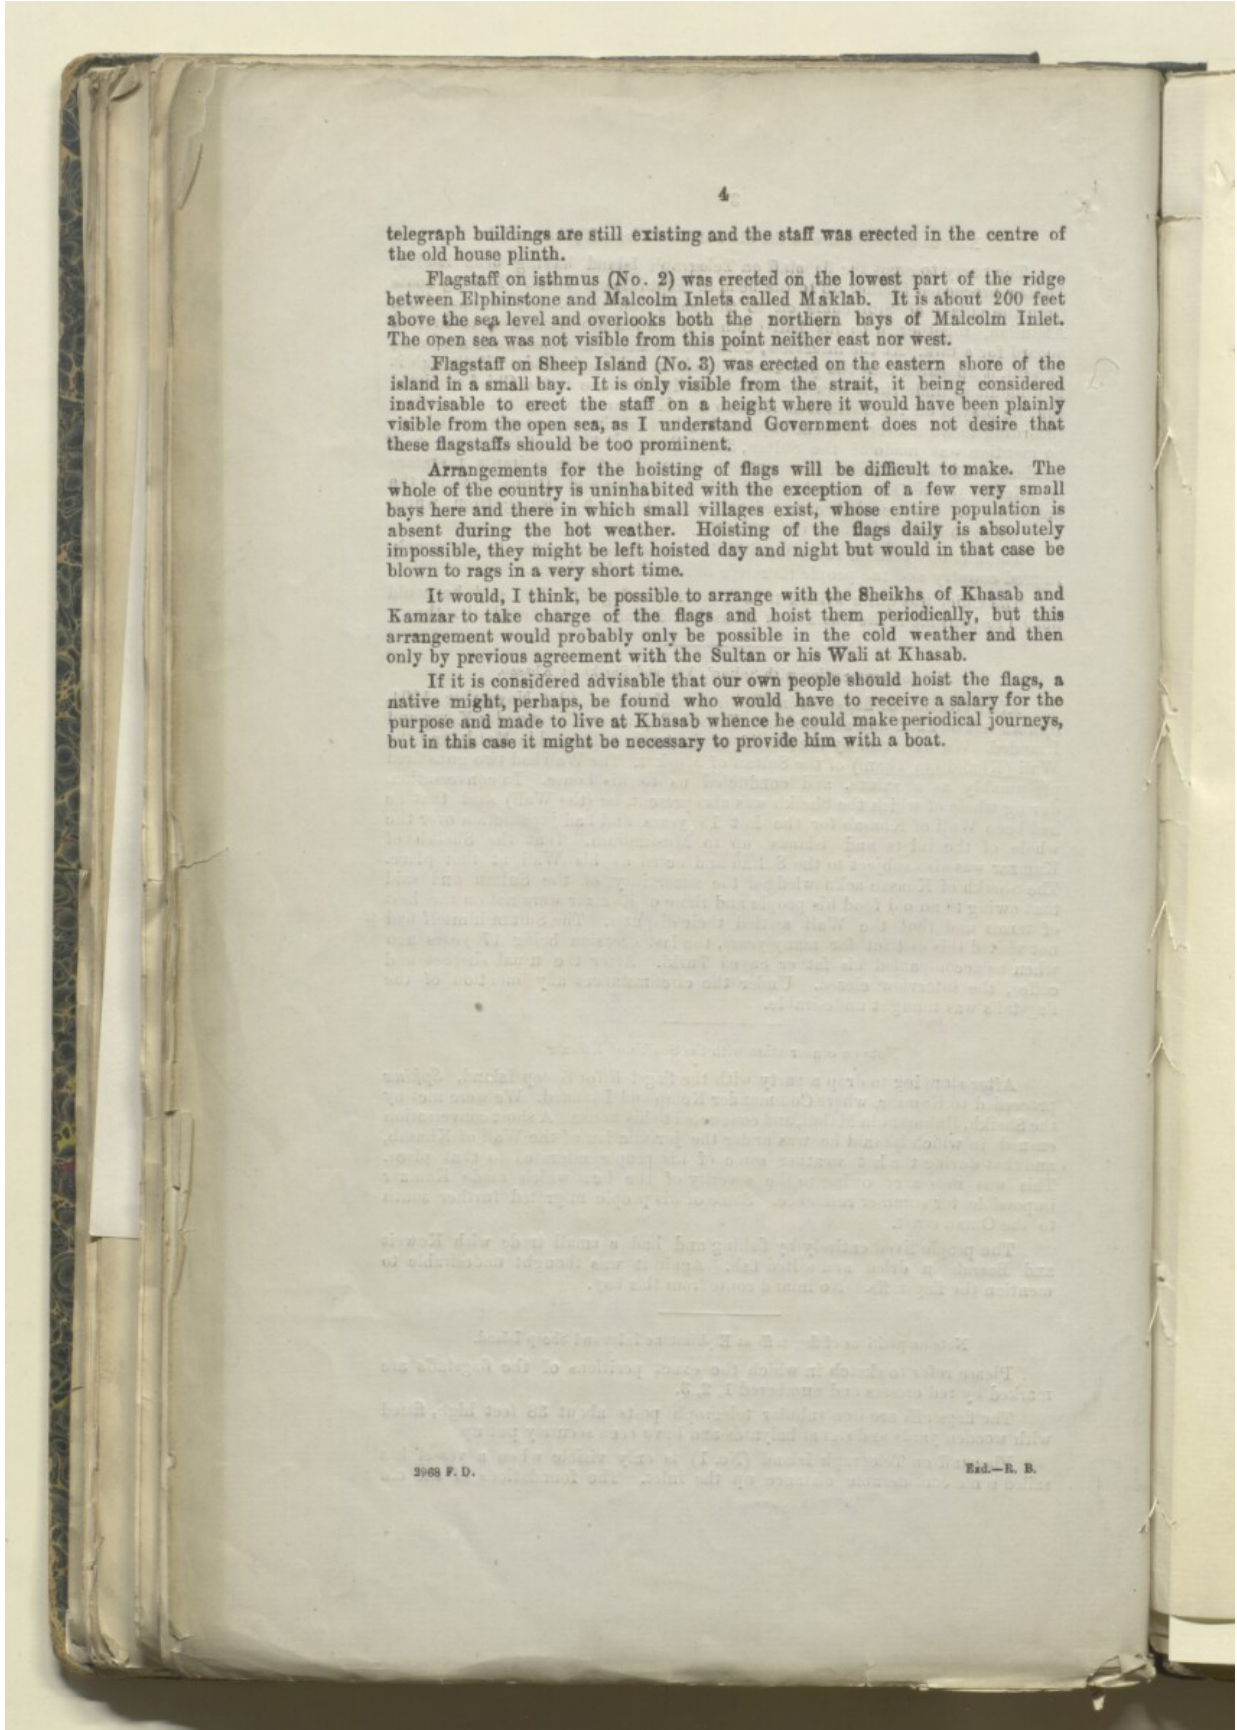 4
telegraph buildings are still existing and the staff was erected in the centre of
the old house plinth.
Flagstaff on isthmus (No. 2) was erected on the lowest part of the ridge
between Elphinstone and Malcolm Inlets called Maklab. It is about 200 feet
above the sea level and overlooks both the northern bays of Malcolm Inlet.
The open sea was not visible from this point neither east nor west.
Flagstaff on Sheep Island (No. 3) was erected on the eastern shore of the
island in a small bay. It is only visible from the strait, it being considered
inadvisable to erect the staff on a height where it would have been plainly
visible from the open sea, as I understand Government does not desire that
these flagstaffs should be too prominent.
Arrangements for the hoisting of flags will be difficult to make. The
whole of the country is uninhabited with the exception of a few very small
bays here and there in which small villages exist, whose entire population is
absent during the hot weather. Hoisting of the flags daily is absolutely
impossible, they might be left hoisted day and night but would in that case be
blown to rags in a very short time.
It would, I think, be possible to arrange with the Sheikhs of Khasab and
Kamzar to take charge of the flags and hoist them periodically, but this
arrangement would probably only be possible in the cold weather and then
only by previous agreement with the Sultan or his Wali at Khasab.
If it is considered advisable that our own people should hoist the flags, a
native might, perhaps, be found who would have to receive a salary for the
purpose and made to live at Khasab whence he could make periodical journeys,
but in this case it might be necessary to provide him with a boat.
2968 F. D.
Exd.—R. B.